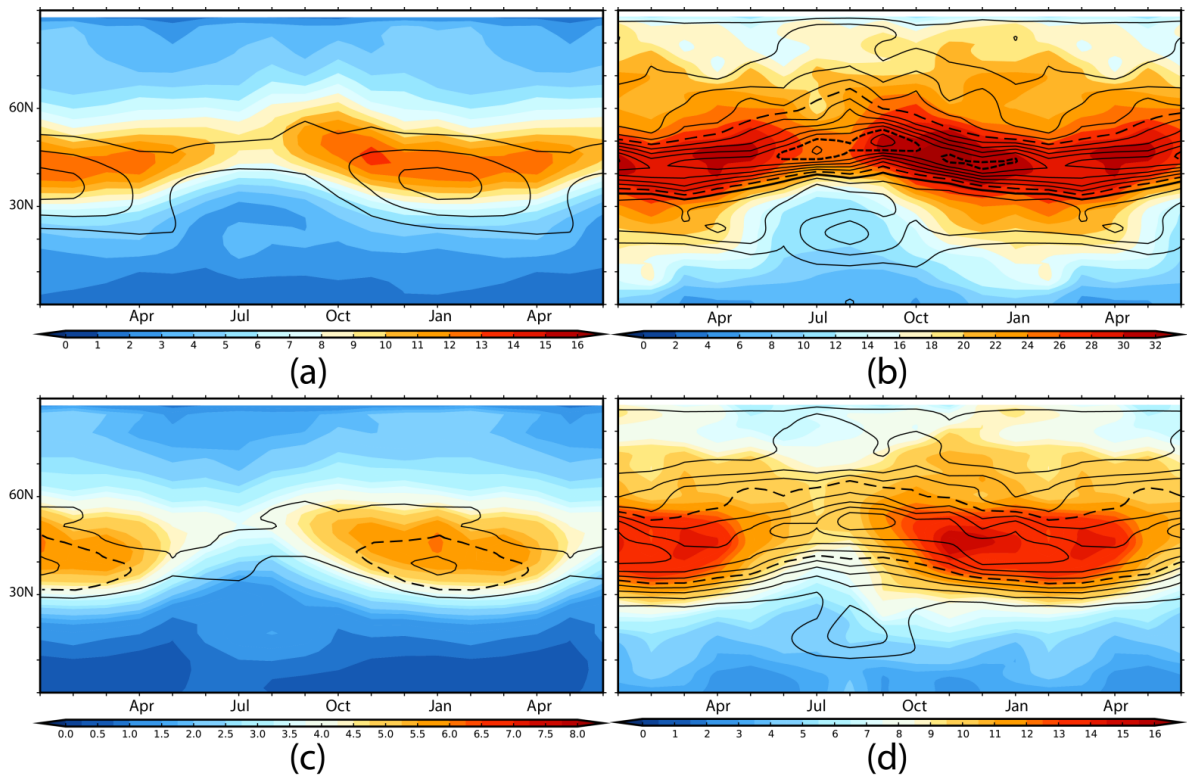 60N
30N
Apr Jul Oct Jan Apr
Apr Jul Oct Jan Apr
0 1 2 3 4 5 6 7 8 9 10 11 12 13 14 15 16
0 2 4 6 8 10 12 14 16 18 20 22 24 26 28 30 32
(a)
(b)
60N
30N
Apr Jul Oct Jan Apr
Apr Jul Oct Jan Apr
0.0 0.5 1.0 1.5 2.0 2.5 3.0 3.5 4.0 4.5 5.0 5.5 6.0 6.5 7.0 7.5 8.0
0 1 2 3 4 5 6 7 8 9 10 11 12 13 14 15 16
(c)
(d)